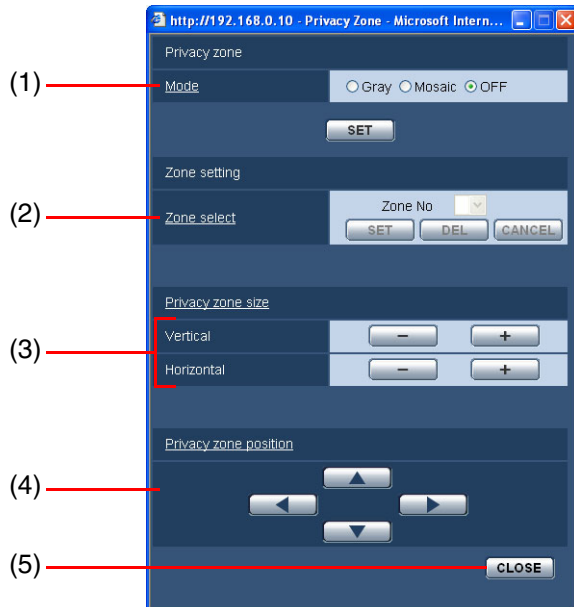 http://192.168.0.10 - Privacy Zone - Microsoft Intern...
Privacy zone
(1) Mode Gray Mosaic OFF
SET
Zone setting
Zone No
(2) Zone select
SET DEL CANCEL
Privacy zone size
(3) Vertical − +
Horizontal − +
Privacy zone position
(4)
(5) CLOSE